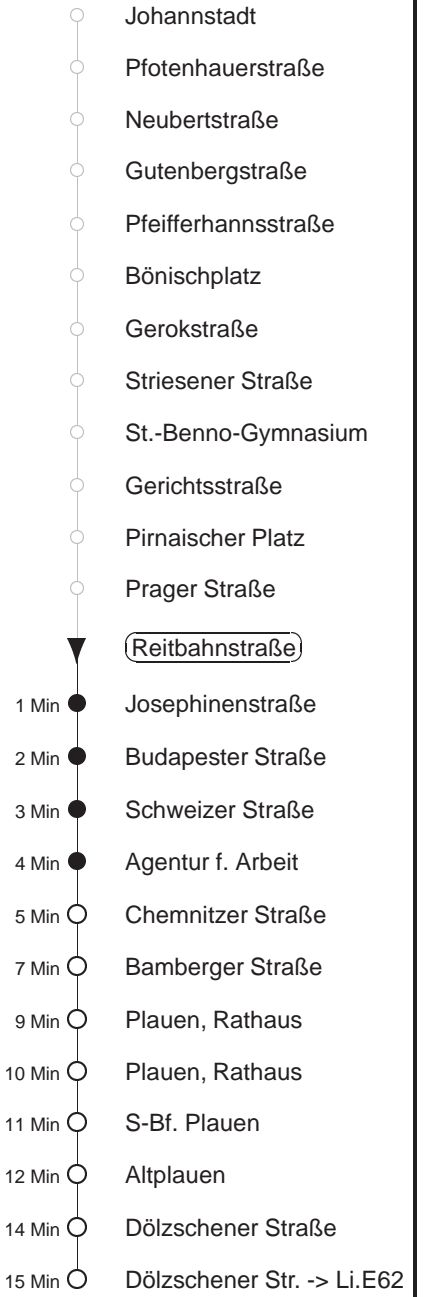 Johannstadt
Pfotenhauerstraße
Neubertstraße
Gutenbergstraße
Pfeifferhannsstraße
Bönischplatz
Gerokstraße
Striesener Straße
St.-Benno-Gymnasium
Gerichtsstraße
Pirnaischer Platz
Prager Straße
Reitbahnstraße
1 Min Josephinenstraße
2 Min Budapester Straße
3 Min Schweizer Straße
4 Min Agentur f. Arbeit
5 Min Chemnitzer Straße
7 Min Bamberger Straße
9 Min Plauen, Rathaus
10 Min Plauen, Rathaus
11 Min S-Bf. Plauen
12 Min Altplauen
14 Min Dölzschener Straße
15 Min Dölzschener Str. -> Li.E62